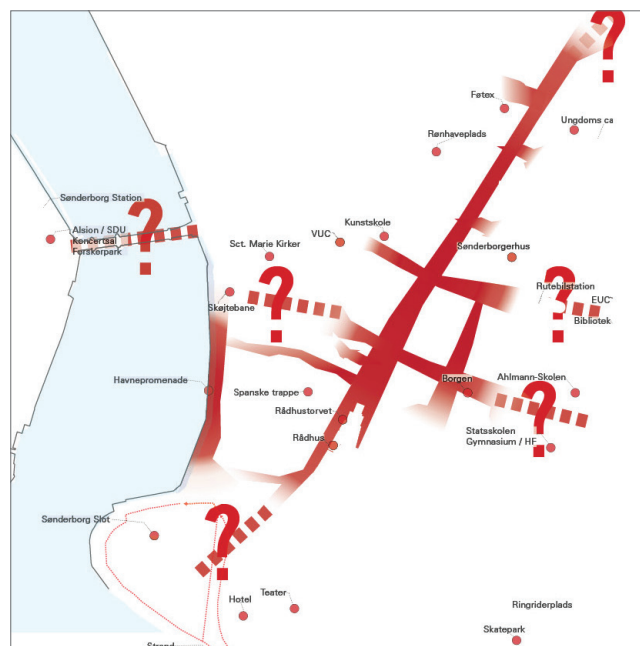 ?
Føtex
Ungdoms ca
Rønhaveplads
Sønderborg Station
?
Alsion / SDU
Koncertsal
Forskerpark
Kunstskole
VUC
Sct. Marie Kirker
Sønderborgerhus
?
?
Rutebilstation
EUC
Bibliotek
Skøjtebane
Havnepromenade
Spanske trappe
Borgen
Ahlmann-Skolen
?
Rådhustorvet
Statsskolen
Gymnasium / HF
Rådhus
?
Sønderborg Slot
Hotel
Teater
Ringriderplads
Skatepark
Strand